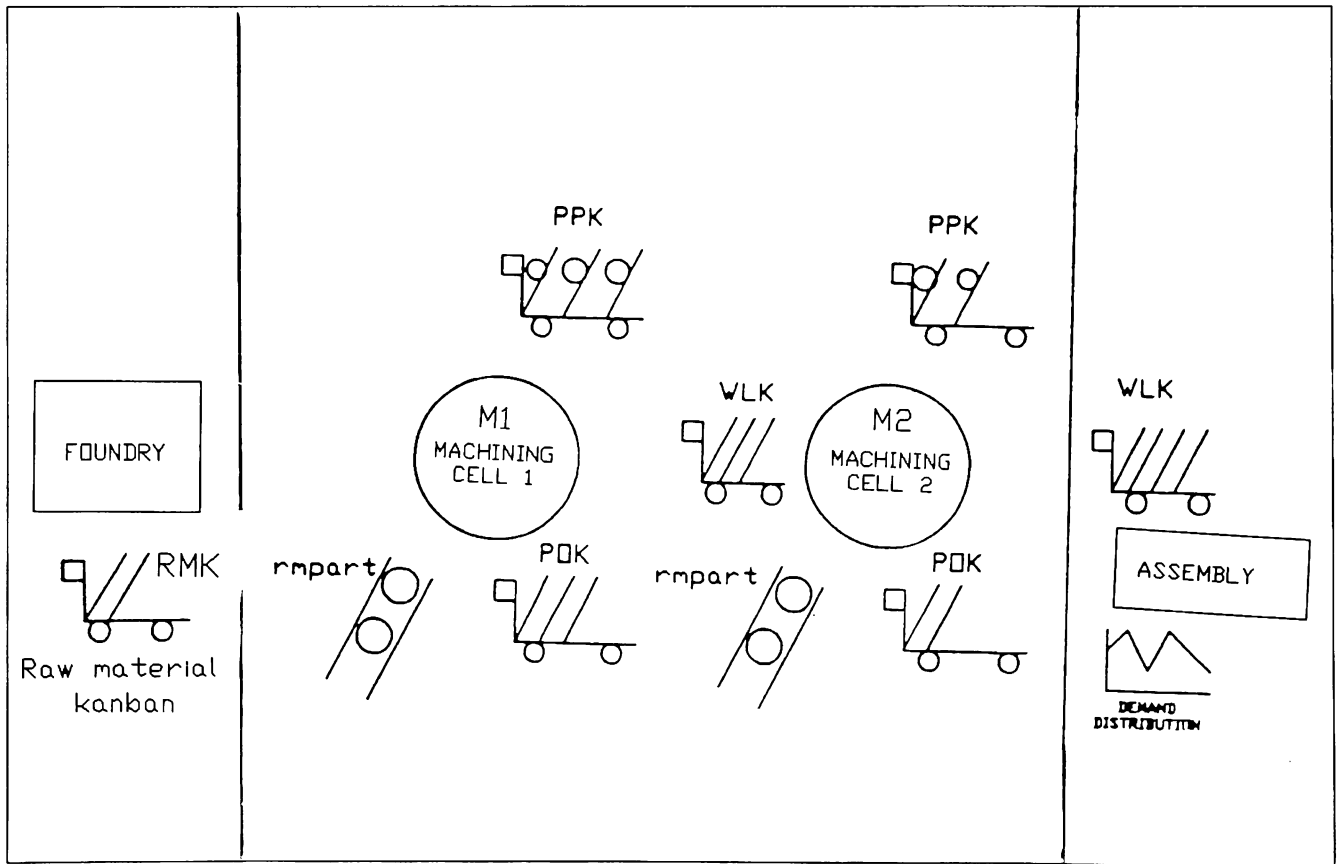 PPK
PPK
FOUNDRY
M1
MACHINING
CELL 1
WLK
M2
MACHINING
CELL 2
WLK
RMK
Raw material
kanban
rmpart
POK
rmpart
POK
ASSEMBLY
DEMAND
DISTRIBUTION